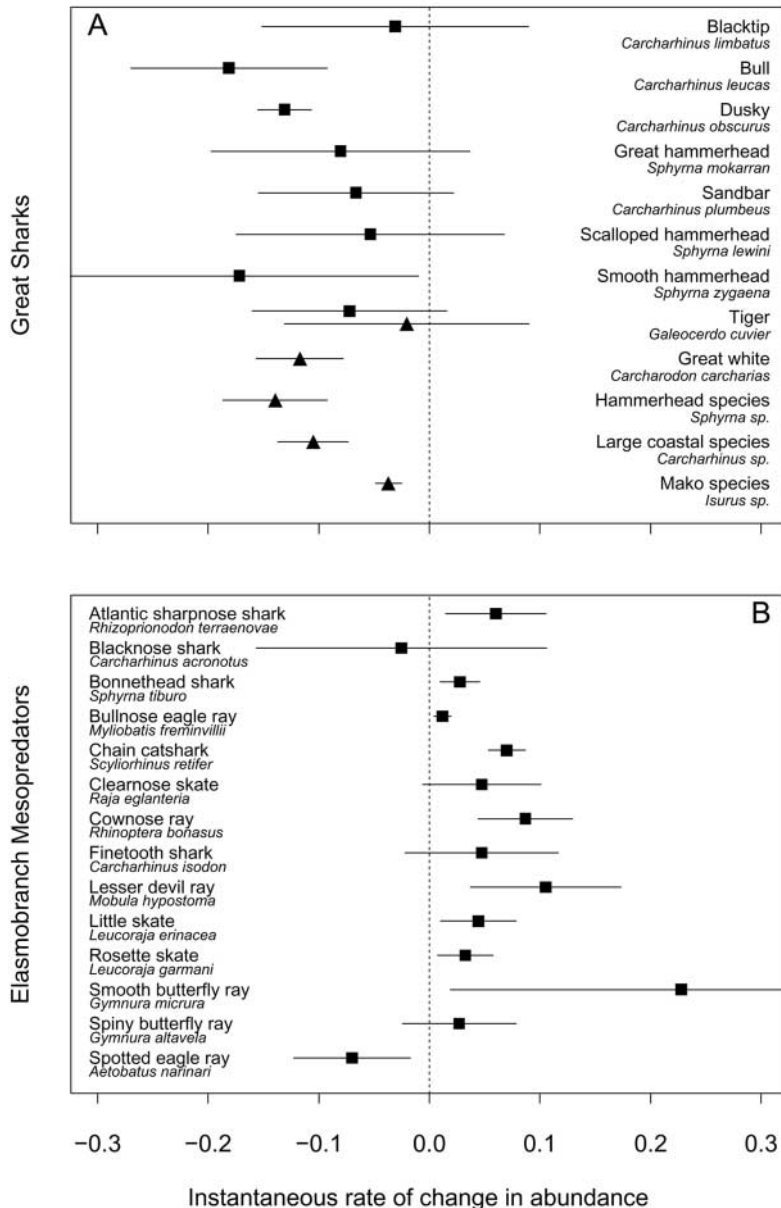 A
Great Sharks
Blacktip
Carcharhinus limbatus
Bull
Carcharhinus leucas
Dusky
Carcharhinus obscurus
Great hammerhead
Sphyrna mokarran
Sandbar
Carcharhinus plumbeus
Scalloped hammerhead
Sphyrna lewini
Smooth hammerhead
Sphyrna zygaena
Tiger
Galeocerdo cuvier
Great white
Carcharodon carcharias
Hammerhead species
Sphyrna sp.
Large coastal species
Carcharhinus sp.
Mako species
Isurus sp.
B
Elasmobranch Mesopredators
Atlantic sharpnose shark
Rhizoprionodon terraenovae
Blacknose shark
Carcharhinus acronotus
Bonnethead shark
Sphyrna tiburo
Bullnose eagle ray
Myliobatis freminvillii
Chain catshark
Scyliorhinus retifer
Clearnose skate
Raja eglanteria
Cownose ray
Rhinoptera bonasus
Finetooth shark
Carcharhinus isodon
Lesser devil ray
Mobula hypostoma
Little skate
Leucoraja erinacea
Rosette skate
Leucoraja garmani
Smooth butterfly ray
Gymnura micrura
Spiny butterfly ray
Gymnura altavela
Spotted eagle ray
Aetobatus narinari
−0.3 −0.2 −0.1 0.0 0.1 0.2 0.3
Instantaneous rate of change in abundance